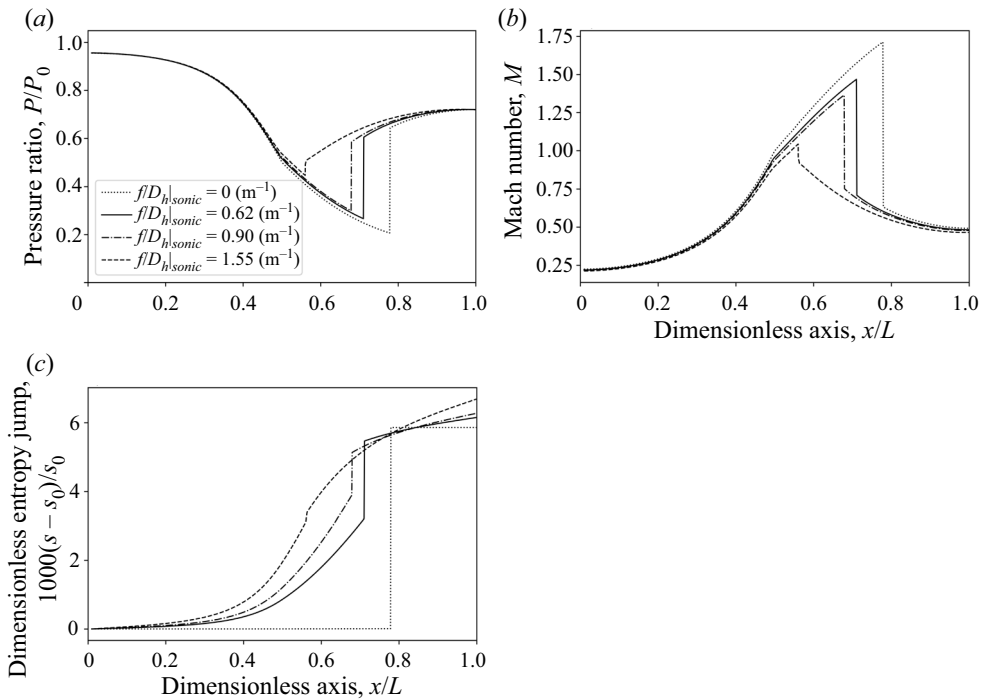 (a)
Pressure ratio, P/P0
1.0
0.8
0.6
0.4
0.2
f/Dh|sonic = 0 (m−1)
f/Dh|sonic = 0.62 (m−1)
f/Dh|sonic = 0.90 (m−1)
f/Dh|sonic = 1.55 (m−1)
0 0.2 0.4 0.6 0.8 1.0
(b)
Mach number, M
1.75
1.50
1.25
1.00
0.75
0.50
0.25
0 0.2 0.4 0.6 0.8 1.0
Dimensionless axis, x/L
(c)
Dimensionless entropy jump,
1000(s − s0)/s0
6
4
2
0
0 0.2 0.4 0.6 0.8 1.0
Dimensionless axis, x/L